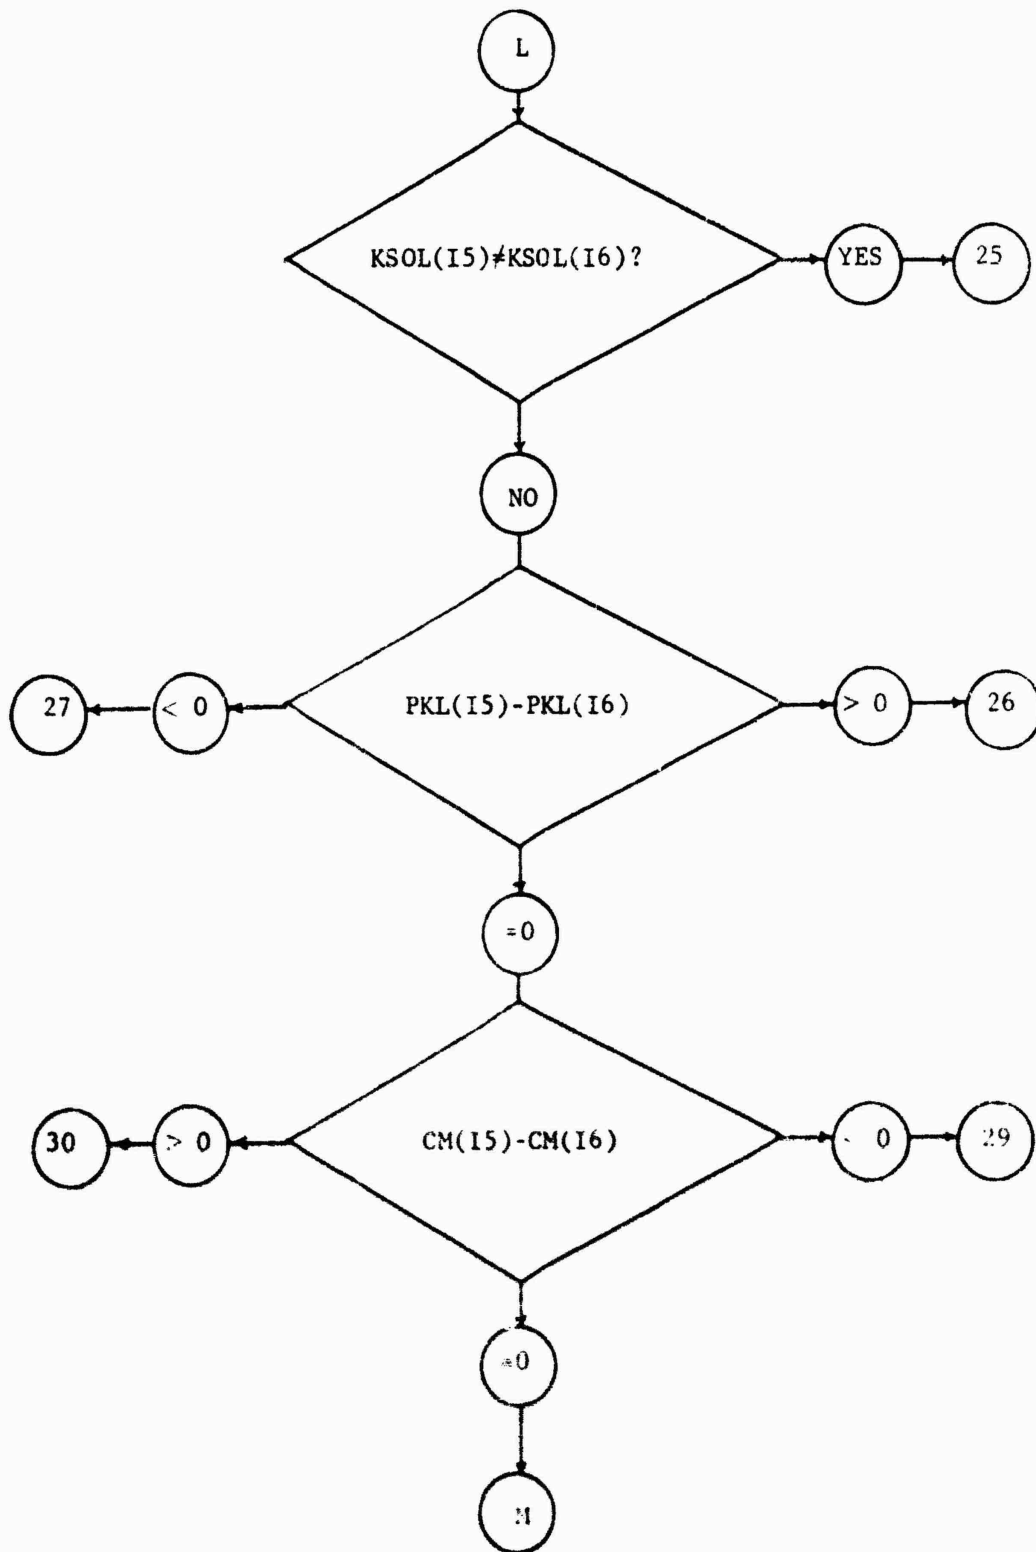 L
KSOL(I5)≠KSOL(I6)?
YES
25
NO
27
< 0
PKL(I5)-PKL(I6)
> 0
26
=0
30
> 0
CM(I5)-CM(I6)
0
29
=0
M